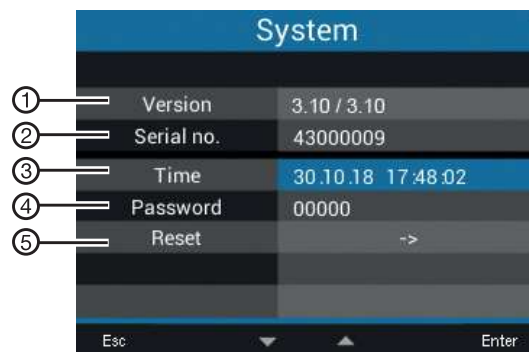 System
① Version 3.10 / 3.10
② Serial no. 43000009
③ Time 30.10.18 17:48:02
④ Password 00000
⑤ Reset ->
Esc Enter